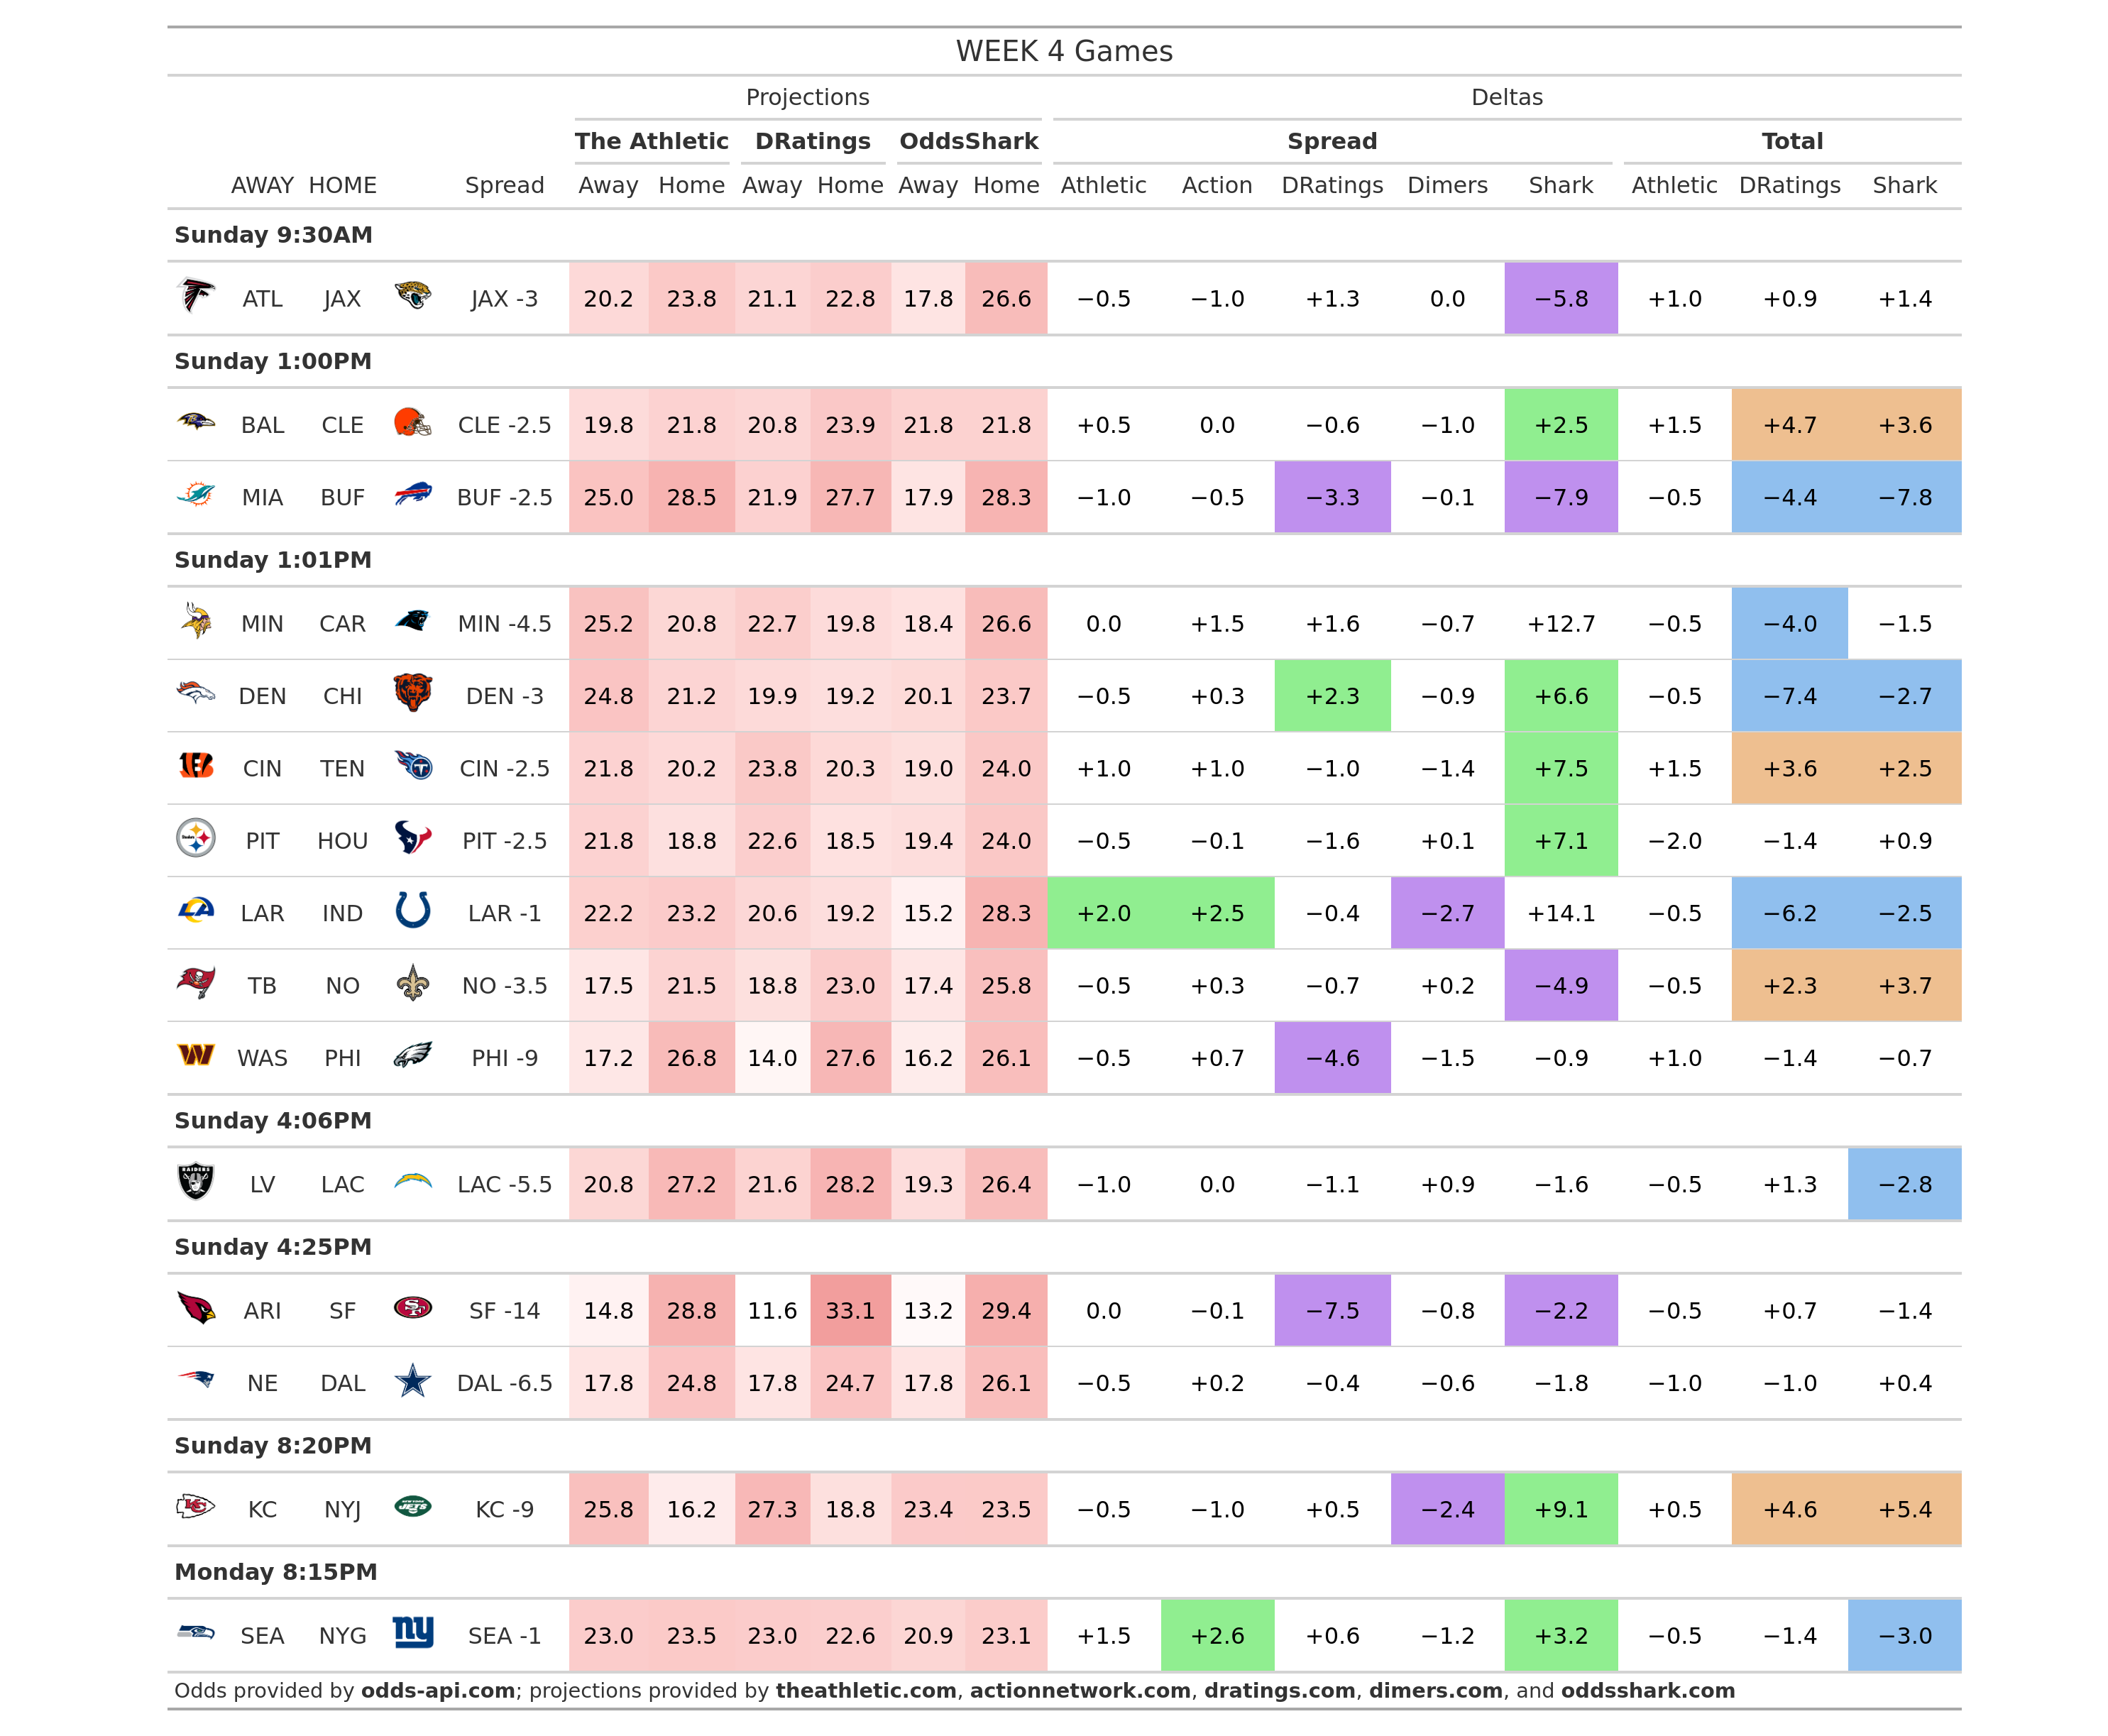 WEEK 4 Games
Projections Deltas
The Athletic DRatings OddsShark Spread Total
AWAY HOME Spread Away Home Away Home Away Home Athletic Action DRatings Dimers Shark Athletic DRatings Shark
Sunday 9:30AM
ATL JAX JAX -3 20.2 23.8 21.1 22.8 17.8 26.6 −0.5 −1.0 +1.3 0.0 −5.8 +1.0 +0.9 +1.4
Sunday 1:00PM
BAL CLE CLE -2.5 19.8 21.8 20.8 23.9 21.8 21.8 +0.5 0.0 −0.6 −1.0 +2.5 +1.5 +4.7 +3.6
MIA BUF BUF -2.5 25.0 28.5 21.9 27.7 17.9 28.3 −1.0 −0.5 −3.3 −0.1 −7.9 −0.5 −4.4 −7.8
Sunday 1:01PM
MIN CAR MIN -4.5 25.2 20.8 22.7 19.8 18.4 26.6 0.0 +1.5 +1.6 −0.7 +12.7 −0.5 −4.0 −1.5
DEN CHI DEN -3 24.8 21.2 19.9 19.2 20.1 23.7 −0.5 +0.3 +2.3 −0.9 +6.6 −0.5 −7.4 −2.7
CIN TEN CIN -2.5 21.8 20.2 23.8 20.3 19.0 24.0 +1.0 +1.0 −1.0 −1.4 +7.5 +1.5 +3.6 +2.5
PIT HOU PIT -2.5 21.8 18.8 22.6 18.5 19.4 24.0 −0.5 −0.1 −1.6 +0.1 +7.1 −2.0 −1.4 +0.9
LAR IND LAR -1 22.2 23.2 20.6 19.2 15.2 28.3 +2.0 +2.5 −0.4 −2.7 +14.1 −0.5 −6.2 −2.5
TB NO NO -3.5 17.5 21.5 18.8 23.0 17.4 25.8 −0.5 +0.3 −0.7 +0.2 −4.9 −0.5 +2.3 +3.7
WAS PHI PHI -9 17.2 26.8 14.0 27.6 16.2 26.1 −0.5 +0.7 −4.6 −1.5 −0.9 +1.0 −1.4 −0.7
Sunday 4:06PM
RAIDERS LV LAC LAC -5.5 20.8 27.2 21.6 28.2 19.3 26.4 −1.0 0.0 −1.1 +0.9 −1.6 −0.5 +1.3 −2.8
Sunday 4:25PM
ARI SF SF SF -14 14.8 28.8 11.6 33.1 13.2 29.4 0.0 −0.1 −7.5 −0.8 −2.2 −0.5 +0.7 −1.4
NE DAL DAL -6.5 17.8 24.8 17.8 24.7 17.8 26.1 −0.5 +0.2 −0.4 −0.6 −1.8 −1.0 −1.0 +0.4
Sunday 8:20PM
KC KC NYJ JETS KC -9 25.8 16.2 27.3 18.8 23.4 23.5 −0.5 −1.0 +0.5 −2.4 +9.1 +0.5 +4.6 +5.4
Monday 8:15PM
SEA NYG ny SEA -1 23.0 23.5 23.0 22.6 20.9 23.1 +1.5 +2.6 +0.6 −1.2 +3.2 −0.5 −1.4 −3.0
Odds provided by odds-api.com; projections provided by theathletic.com, actionnetwork.com, dratings.com, dimers.com, and oddsshark.com